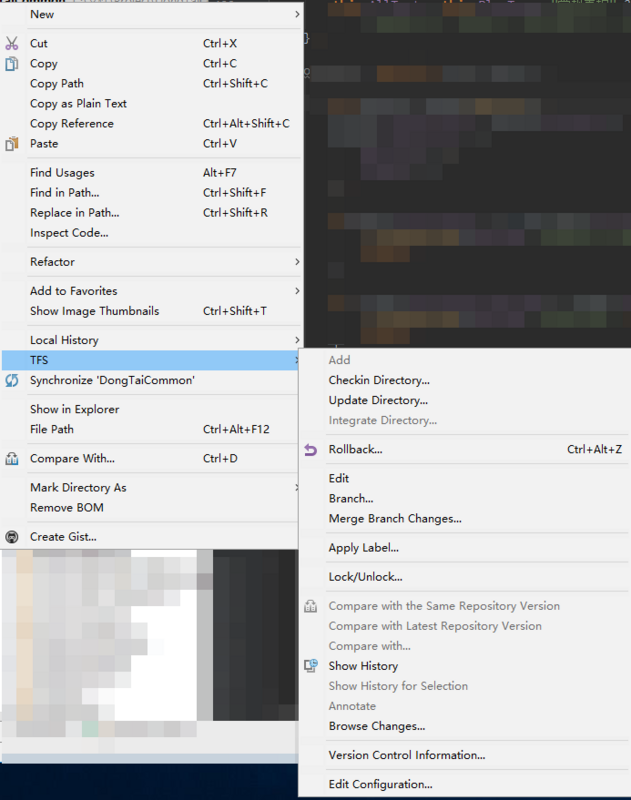 New
Cut Ctrl+X
Copy Ctrl+C
Copy Path Ctrl+Shift+C
Copy as Plain Text
Copy Reference Ctrl+Alt+Shift+C
Paste Ctrl+V
Find Usages Alt+F7
Find in Path... Ctrl+Shift+F
Replace in Path... Ctrl+Shift+R
Inspect Code...
Refactor
Add to Favorites
Show Image Thumbnails Ctrl+Shift+T
Local History
TFS
Synchronize 'DongTaiCommon'
Show in Explorer
File Path Ctrl+Alt+F12
Compare With... Ctrl+D
Mark Directory As
Remove BOM
Create Gist...
Add
Checkin Directory...
Update Directory...
Integrate Directory...
Rollback... Ctrl+Alt+Z
Edit
Branch...
Merge Branch Changes...
Apply Label...
Lock/Unlock...
Compare with the Same Repository Version
Compare with Latest Repository Version
Compare with...
Show History
Show History for Selection
Annotate
Browse Changes...
Version Control Information...
Edit Configuration...